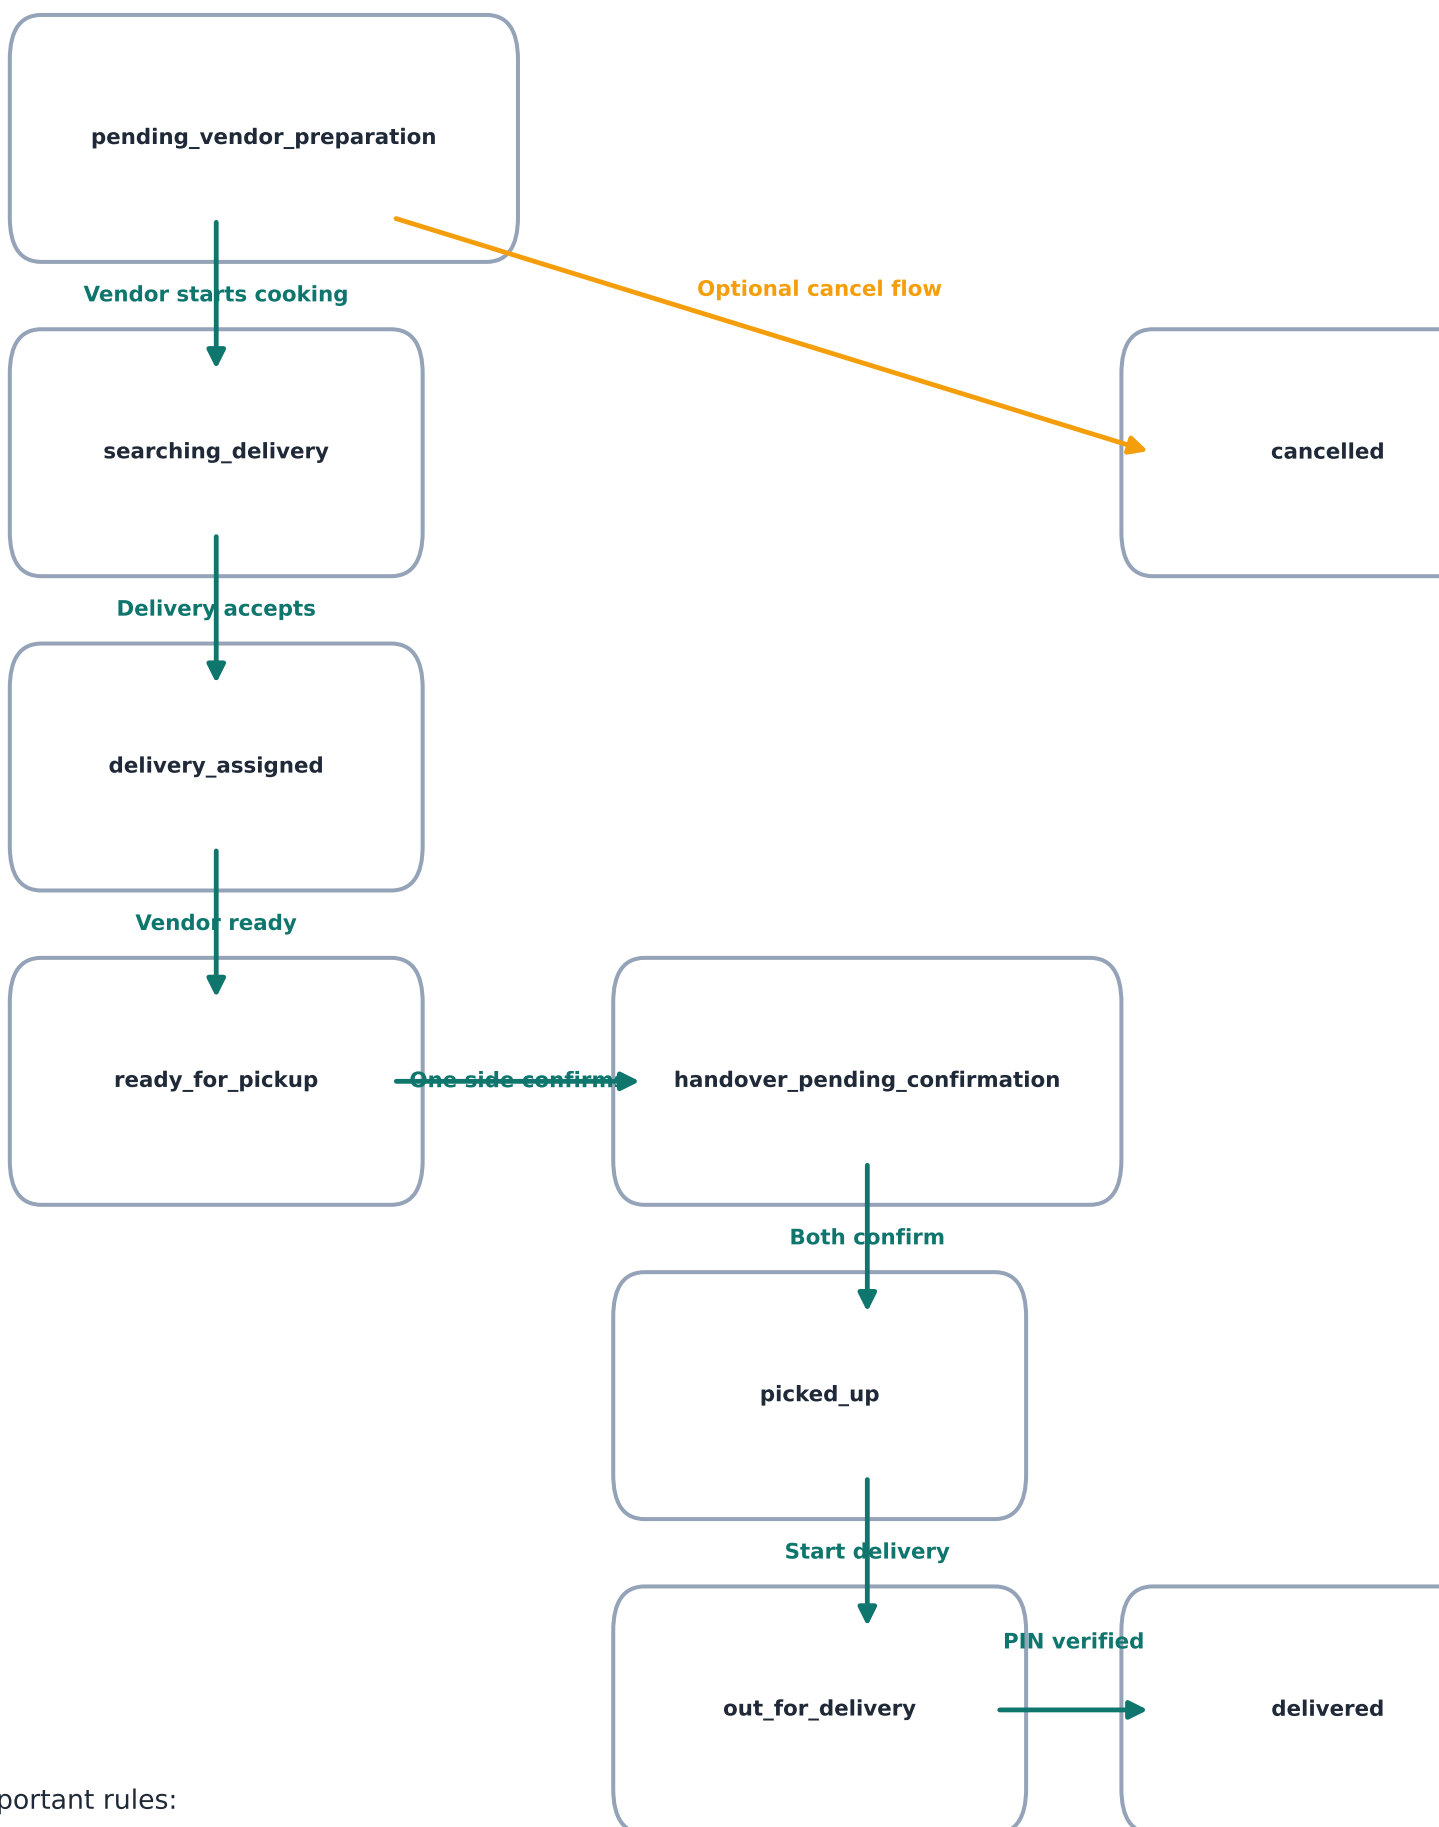 pending_vendor_preparation
Vendor starts cooking
Optional cancel flow
searching_delivery
cancelled
Delivery accepts
delivery_assigned
Vendor ready
ready_for_pickup
One side confirms
handover_pending_confirmation
Both confirm
picked_up
Start delivery
PIN verified
out_for_delivery
delivered
portant rules: